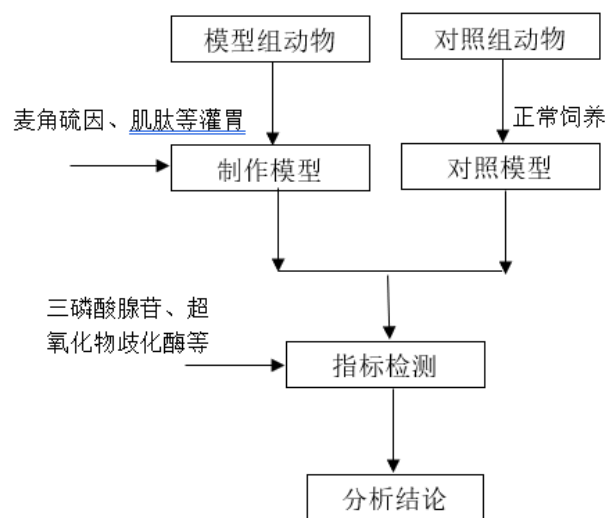 模型组动物
对照组动物
麦角硫因、肌肽等灌胃
正常饲养
制作模型
对照模型
三磷酸腺苷、超
氧化物歧化酶等
指标检测
分析结论